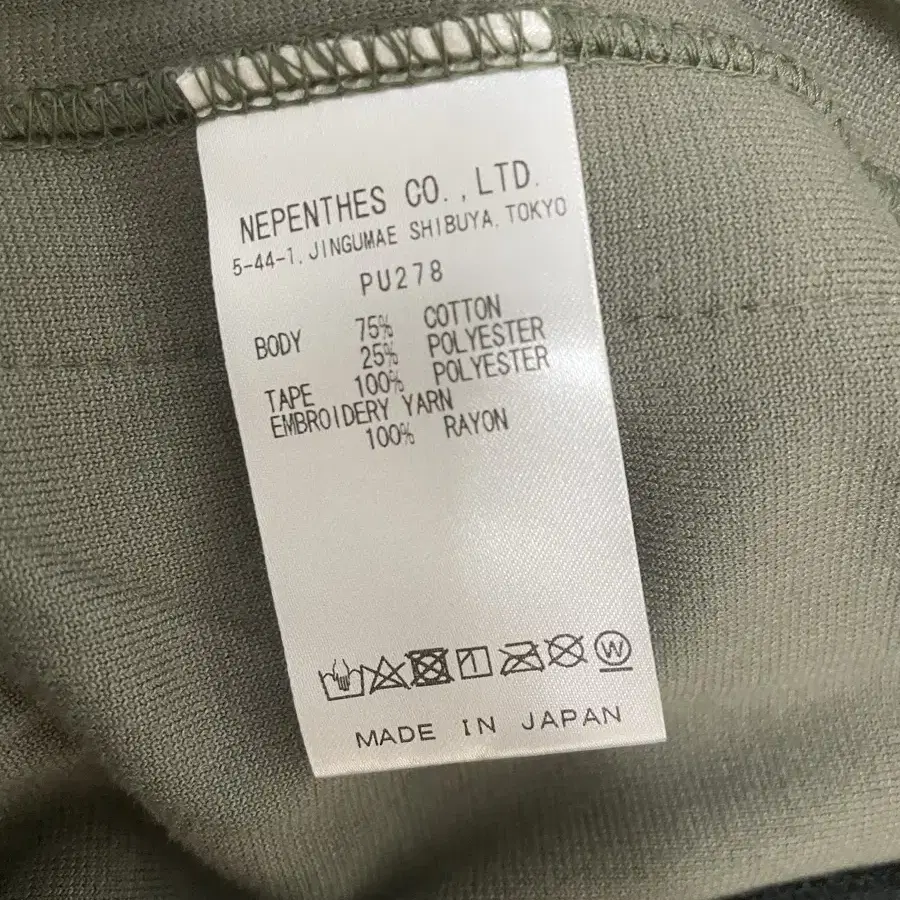 NEPENTHES CO., LTD.
5-44-1, JINGUMAE SHIBUYA, TOKYO
PU278
BODY 75% COTTON
25% POLYESTER
TAPE 100% POLYESTER
EMBROIDERY YARN
100% RAYON
W
MADE IN JAPAN